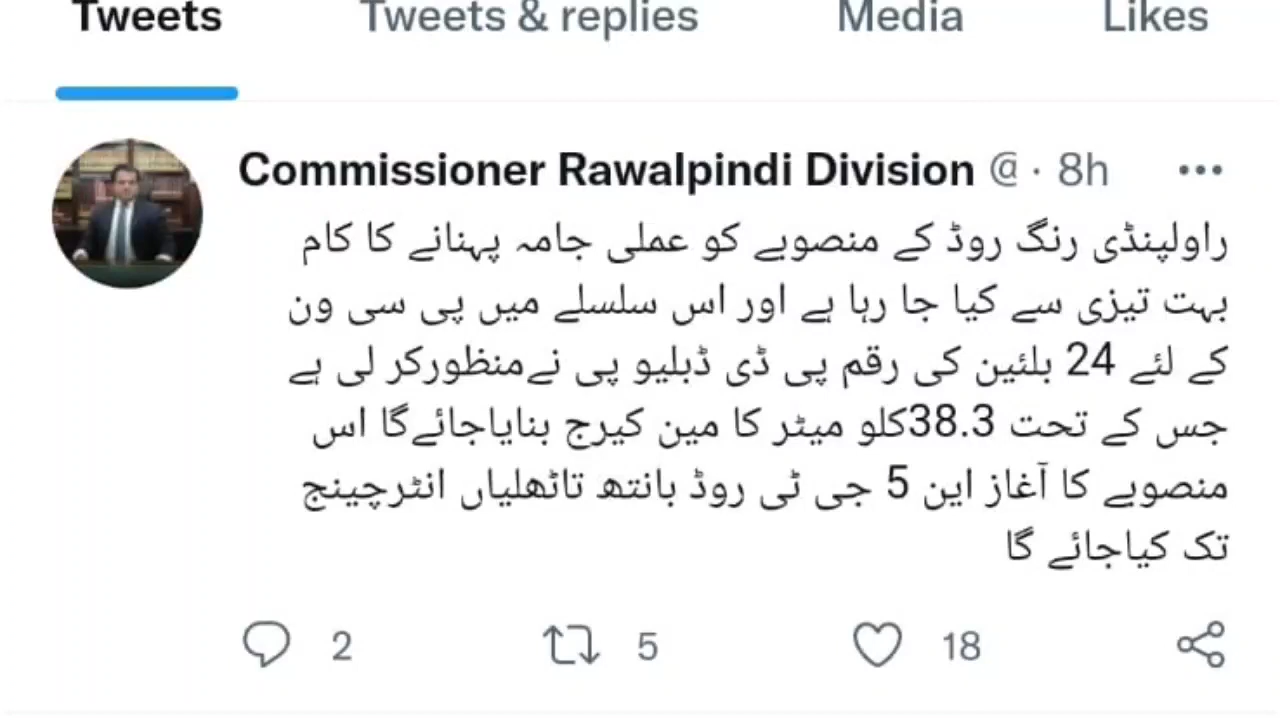 Tweets Tweets & replies Media Likes
Commissioner Rawalpindi Division @ · 8h
راولپنڈی رنگ روڈ کے منصوبے کو عملی جامہ پہنانے کا کام
بہت تیزی سے کیا جا رہا ہے اور اس سلسلے میں پی سی ون
کے لئے 24 بلئین کی رقم پی ڈی ڈبلیو پی نےمنظورکر لی ہے
جس کے تحت 38.3کلو میٹر کا مین کیرج بنایاجائےگا اس
منصوبے کا آغاز این 5 جی ٹی روڈ بانتھ تاٹھلیاں انٹرچینج
تک کیاجائے گا
2 5 18